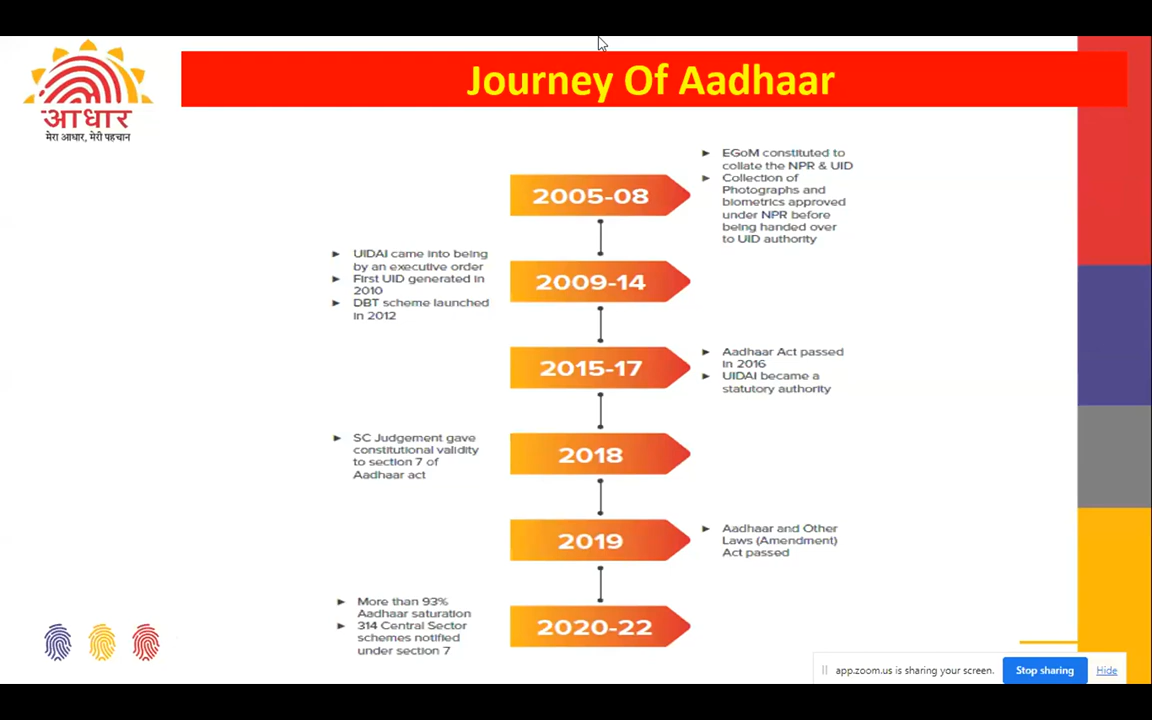 Journey Of Aadhaar
आधार
मेरा आधार, मेरी पहचान
2005-08
► EGoM constituted to
collate the NPR & UID
► Collection of
Photographs and
biometrics approved
under NPR before
being handed over
to UID authority
► UIDAI came into being
by an executive order
► First UID generated in
2010
► DBT scheme launched
in 2012
2009-14
2015-17
► Aadhaar Act passed
in 2016
► UIDAI became a
statutory authority
► SC Judgement gave
constitutional validity
to section 7 of
Aadhaar act
2018
2019
► Aadhaar and Other
Laws (Amendment)
Act passed
► More than 93%
Aadhaar saturation
► 314 Central Sector
schemes notified
under section 7
2020-22
app.zoom.us is sharing your screen. Stop sharing Hide